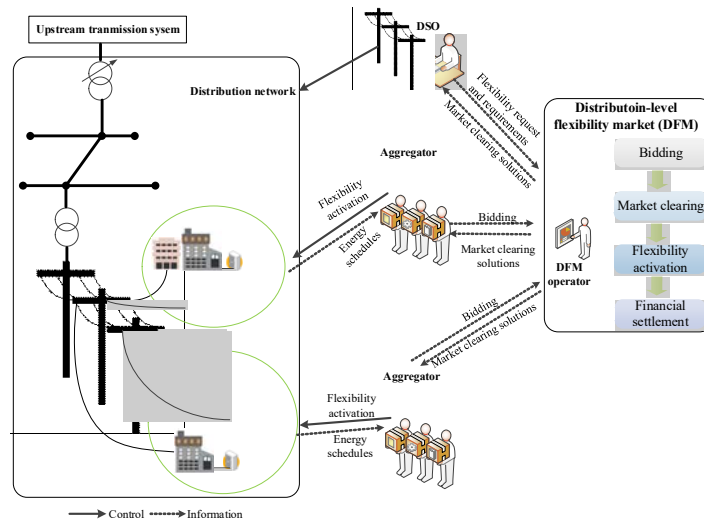 Upstream tranmission sysem
DSO
Distribution network
Flexibility request
and requirements
Market clearing solutions
Distributoin-level
flexibility market (DFM)
Bidding
Market clearing
Flexibility
activation
Financial
settlement
DFM
operator
Aggregator
Flexibility
activation
Energy
schedules
Bidding
Market clearing
solutions
Bidding
Market clearing solutions
Aggregator
Flexibility
activation
Energy
schedules
Control
Information